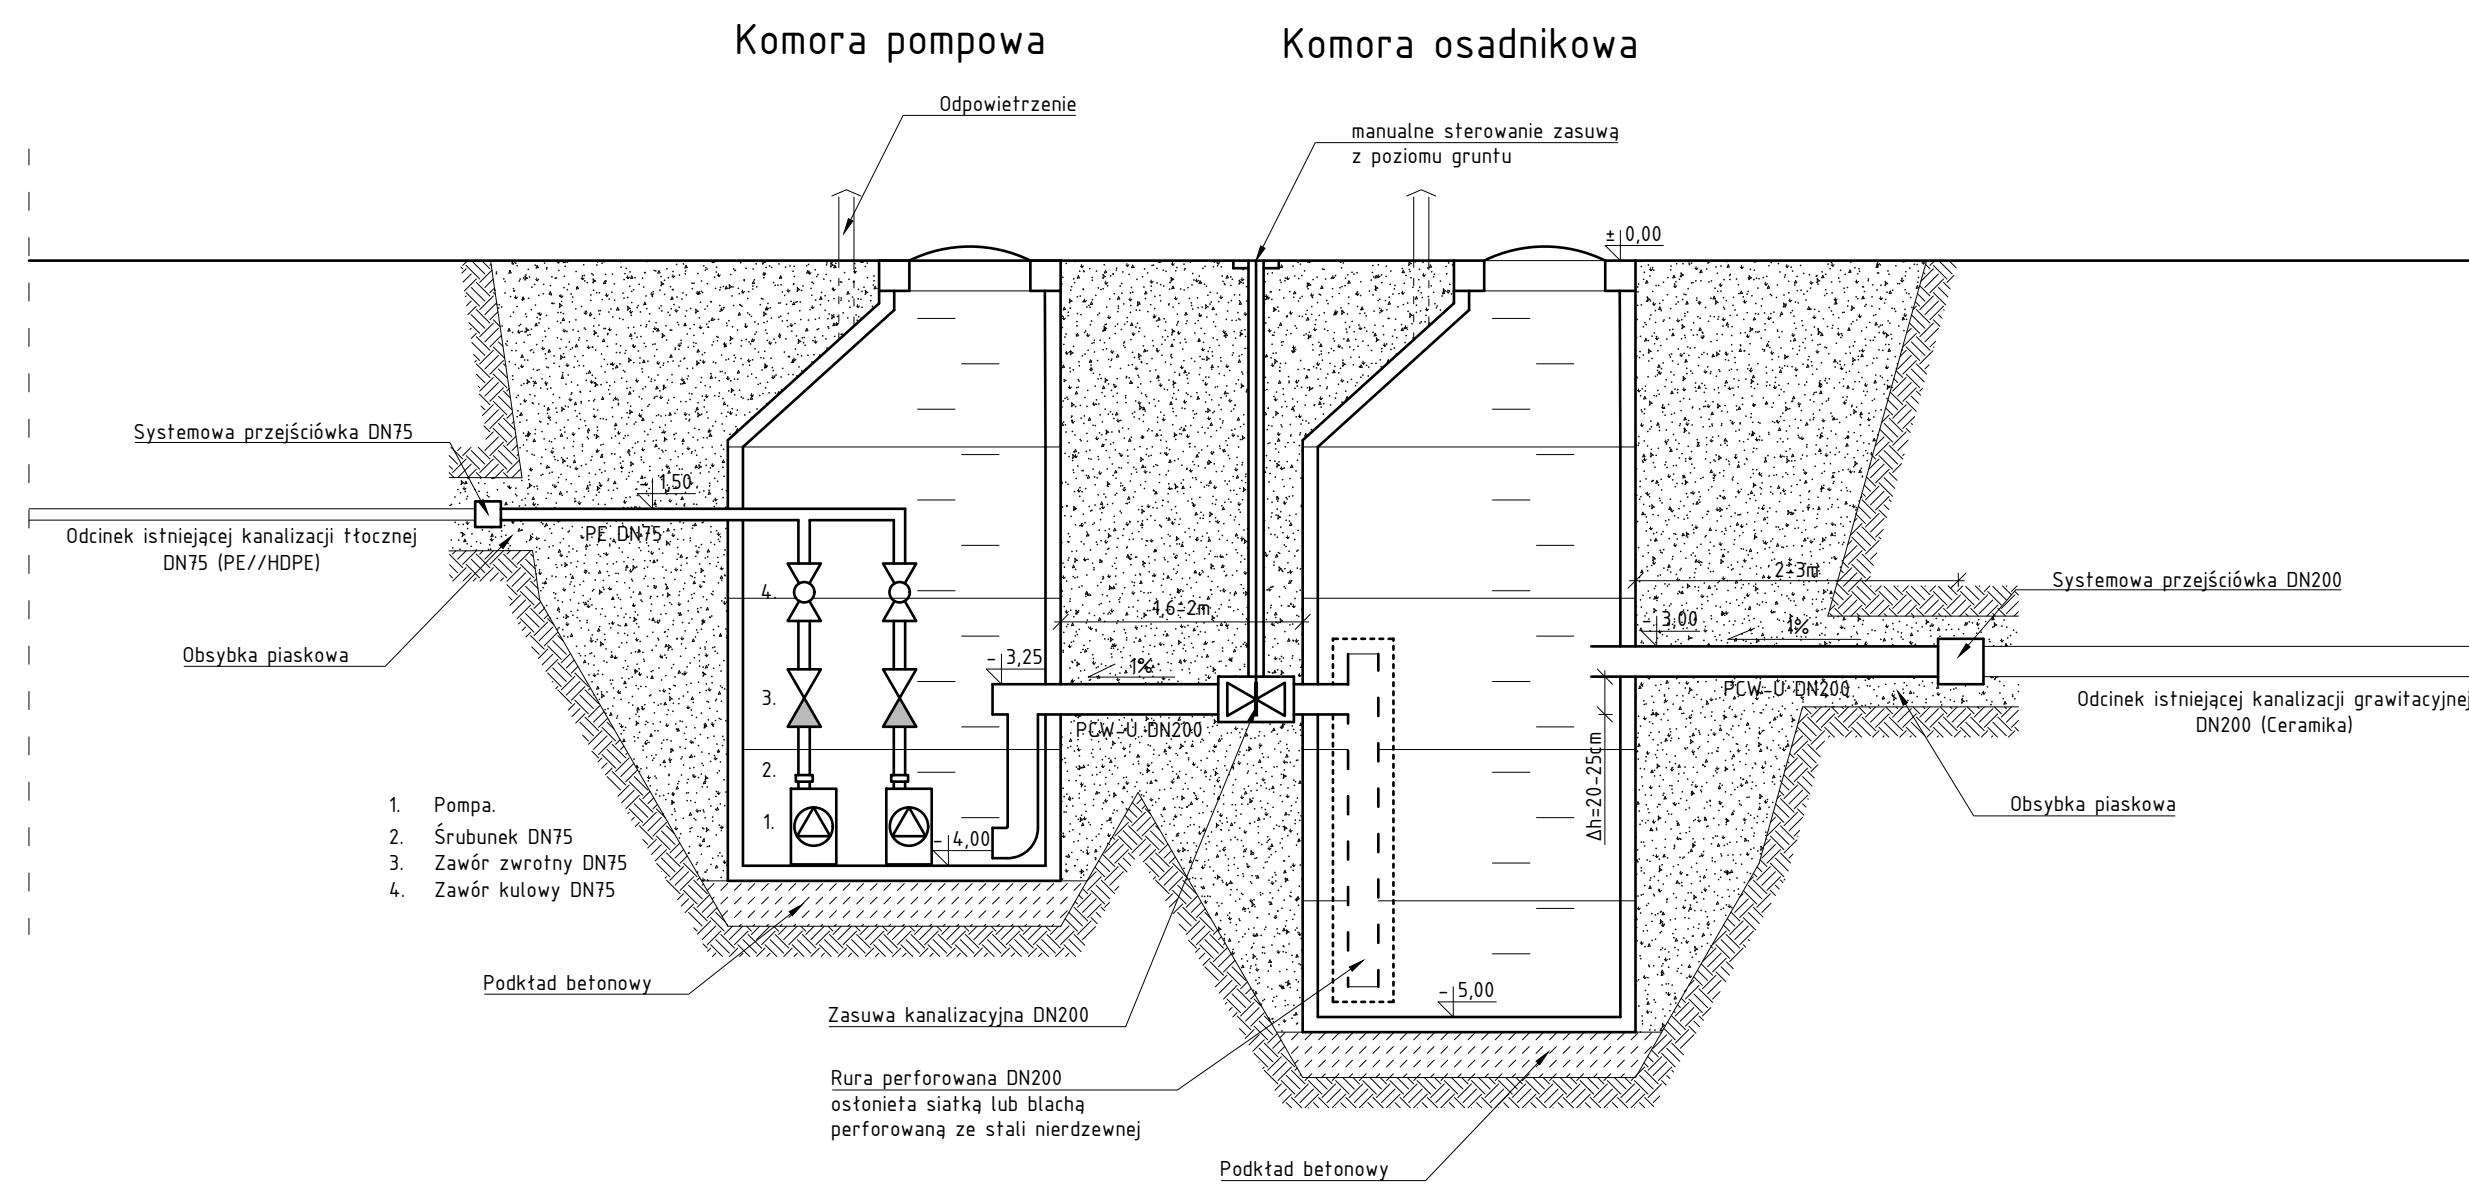 Komora pompowa
Komora osadnikowa
Odpowietrzenie
manualne sterowanie zasuwą
z poziomu gruntu
± 0,00
Systemowa przejściówka DN75
- 1,50
Odcinek istniejącej kanalizacji tłocznej
DN75 (PE//HDPE)
PE DN75
Obsybka piaskowa
4.
3.
2.
1.
- 3,25
1%
1,6-2m
PCW-U DN200
- 4,00
2-3m
- 3,00
1%
Systemowa przejściówka DN200
PCW-U DN200
Odcinek istniejącej kanalizacji grawitacyjnej
DN200 (Ceramika)
Δh=20-25cm
Obsybka piaskowa
1. Pompa.
2. Śrubunek DN75
3. Zawór zwrotny DN75
4. Zawór kulowy DN75
Podkład betonowy
- 5,00
Zasuwa kanalizacyjna DN200
Rura perforowana DN200
osłonieta siatką lub blachą
perforowaną ze stali nierdzewnej
Podkład betonowy